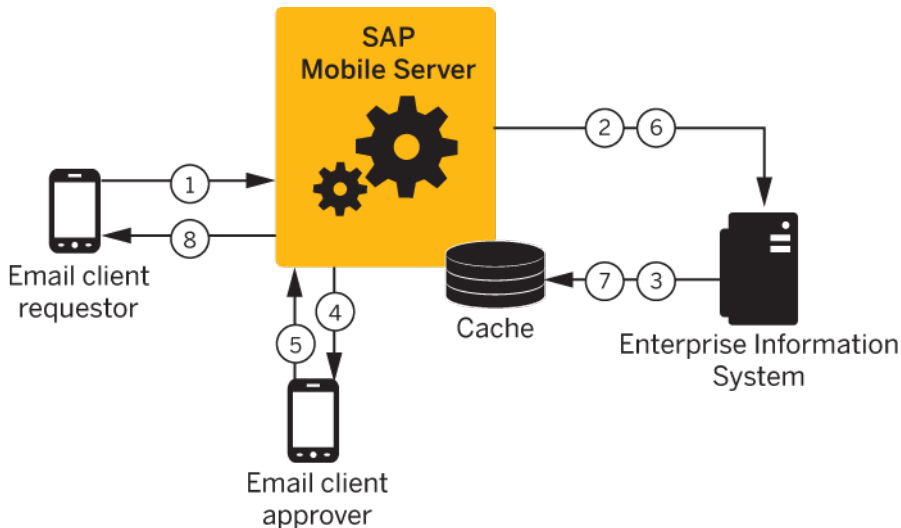 SAP
Mobile Server
2
6
1
8
Email client
requestor
4
5
7
3
Cache
Enterprise Information
System
Email client
approver